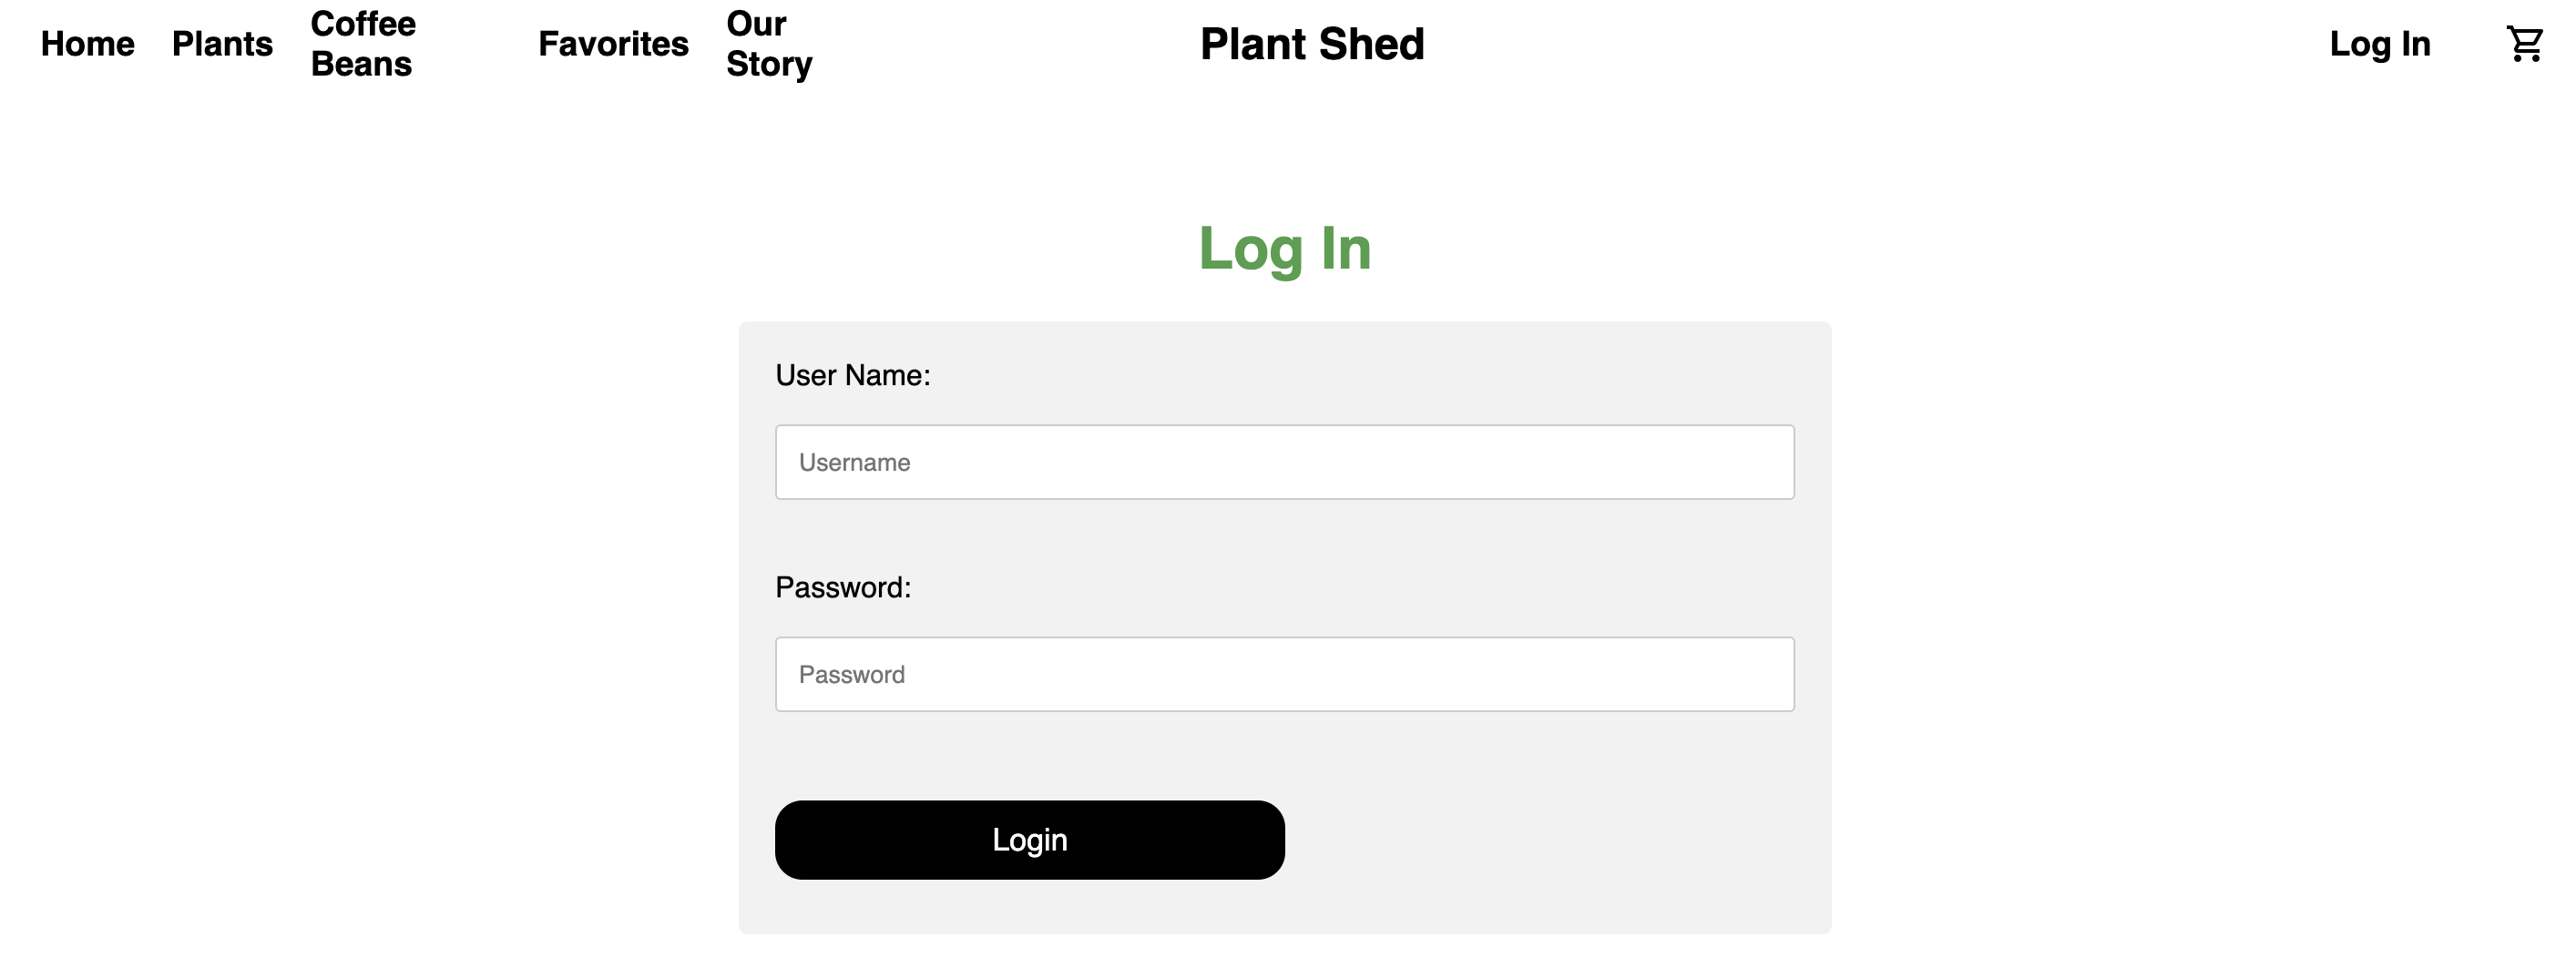 Home
Plants
Coffee
Beans
Favorites
Our
Story
Plant Shed
Log In
Log In
User Name:
Username
Password:
Password
Login